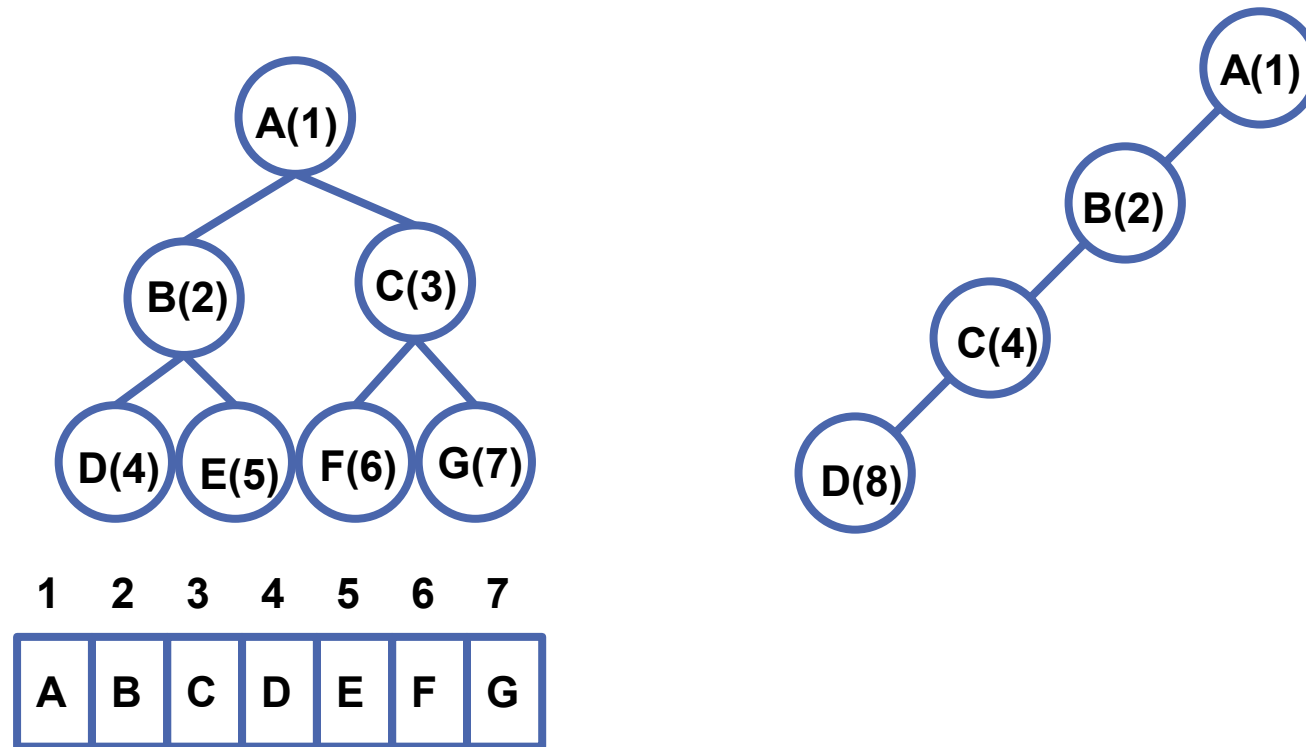 A(1)
B(2)
C(3)
D(4)
E(5)
F(6)
G(7)
1 2 3 4 5 6 7
A B C D E F G
A(1)
B(2)
C(4)
D(8)